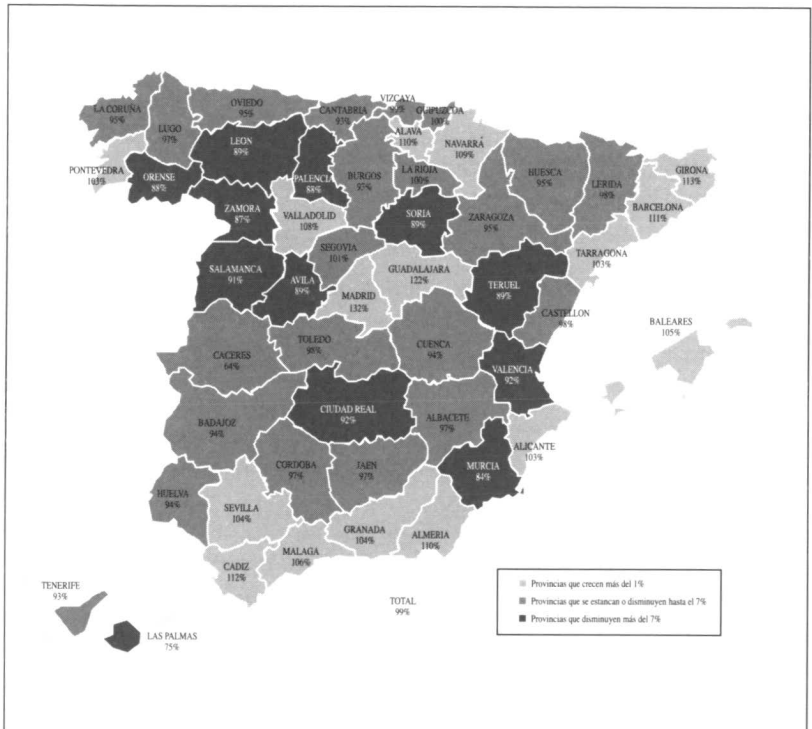 VIZCAYA
99%
LA CORUÑA
95%
OVIEDO
95%
CANTABRIA
93%
GUIPUZCOA
100%
LUGO
97%
ALAVA
110%
NAVARRA
109%
LEON
89%
PONTEVEDRA
103%
ORENSE
88%
PALENCIA
88%
BURGOS
97%
LA RIOJA
100%
HUESCA
95%
LERIDA
98%
GIRONA
113%
BARCELONA
111%
ZAMORA
87%
VALLADOLID
108%
SORIA
89%
ZARAGOZA
95%
TARRAGONA
103%
SEGOVIA
101%
SALAMANCA
91%
AVILA
89%
GUADALAJARA
122%
MADRID
132%
TERUEL
89%
CASTELLON
98%
BALEARES
105%
TOLEDO
98%
CUENCA
94%
CACERES
64%
VALENCIA
92%
CIUDAD REAL
92%
BADAJOZ
94%
ALBACETE
97%
ALICANTE
103%
CORDOBA
97%
JAEN
97%
MURCIA
84%
HUELVA
94%
SEVILLA
104%
GRANADA
104%
ALMERIA
110%
MALAGA
106%
CADIZ
112%
TENERIFE
93%
LAS PALMAS
75%
TOTAL
99%
Provincias que crecen más del 1%
Provincias que se estancan o disminuyen hasta el 7%
Provincias que disminuyen más del 7%